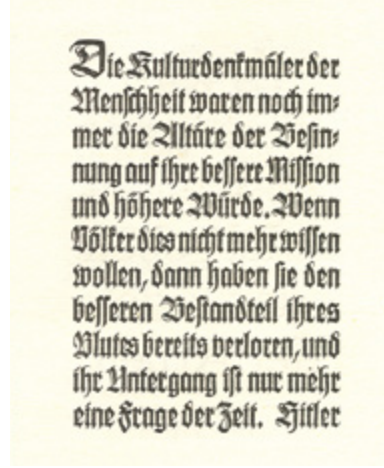 Die Kulturdenkmäler der
Menschheit waren noch im-
mer die Altäre der Besin-
nung auf ihre bessere Mission
und höhere Würde. Wenn
Völker dies nicht mehr wissen
wollen, dann haben sie den
besseren Bestandteil ihres
Blutes bereits verloren, und
ihr Untergang ist nur mehr
eine Frage der Zeit. Hitler